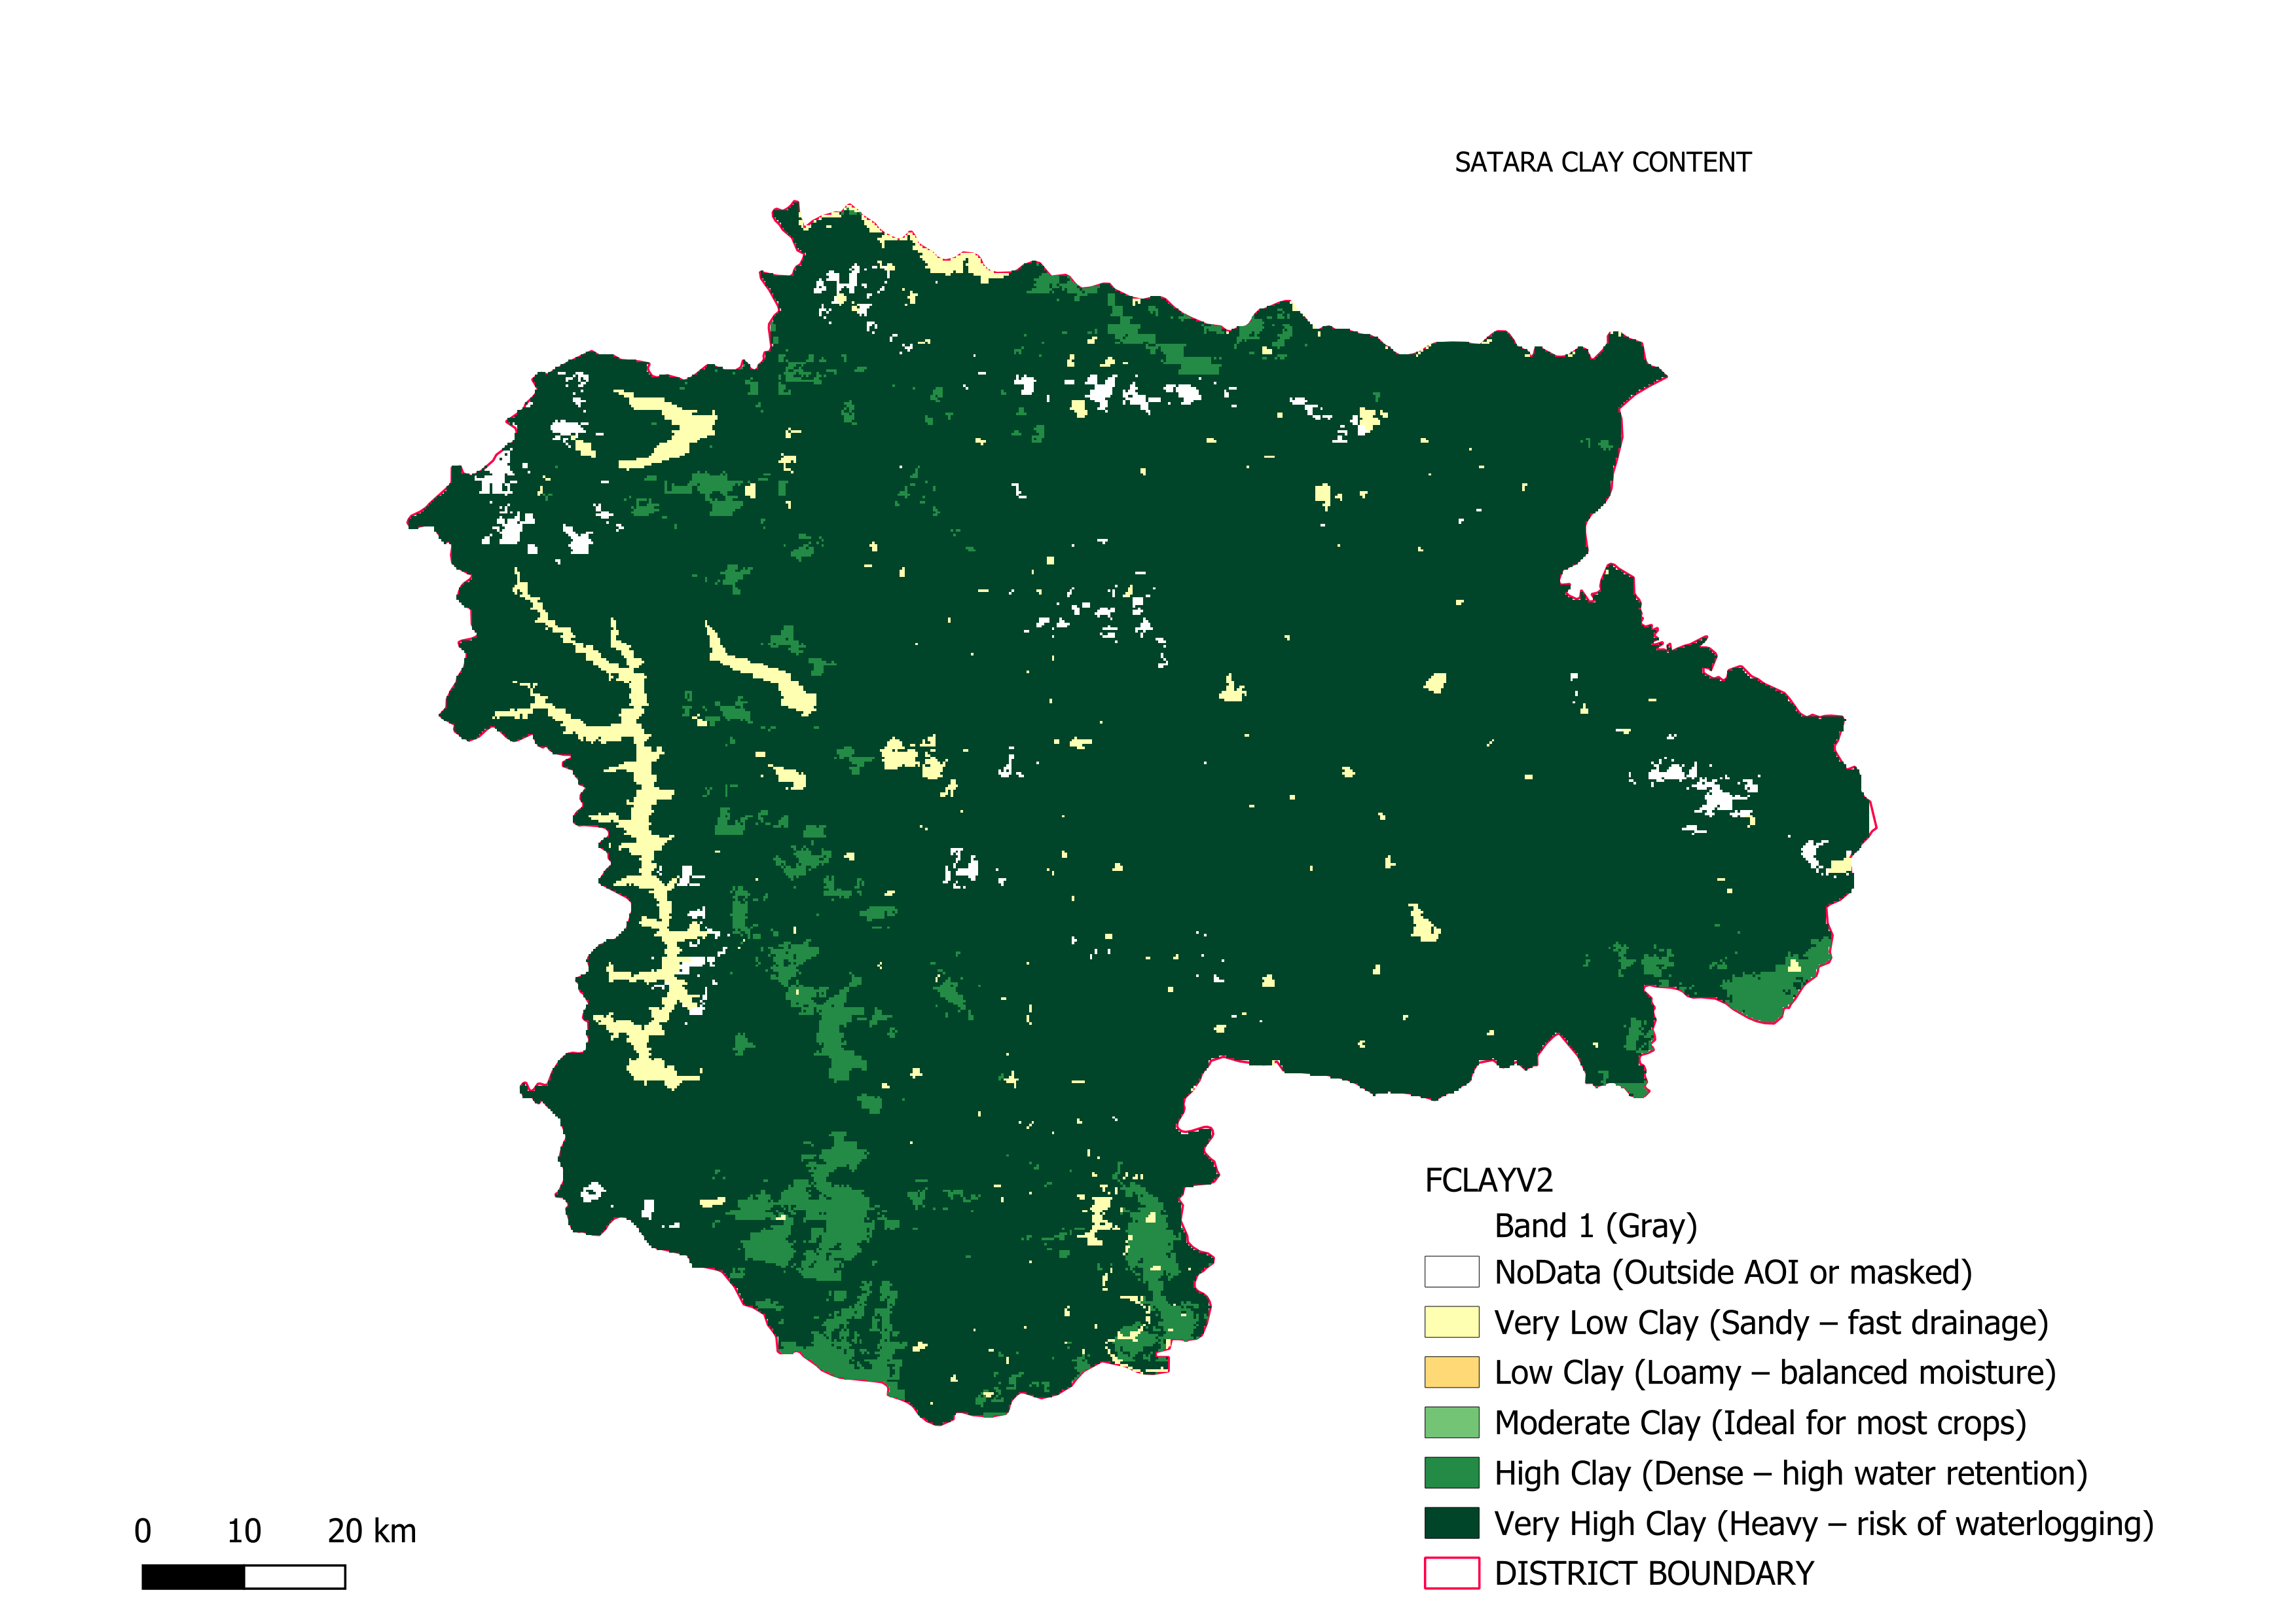 SATARA CLAY CONTENT
FCLAYV2
Band 1 (Gray)
NoData (Outside AOI or masked)
Very Low Clay (Sandy – fast drainage)
Low Clay (Loamy – balanced moisture)
Moderate Clay (Ideal for most crops)
High Clay (Dense – high water retention)
Very High Clay (Heavy – risk of waterlogging)
DISTRICT BOUNDARY
0 10 20 km